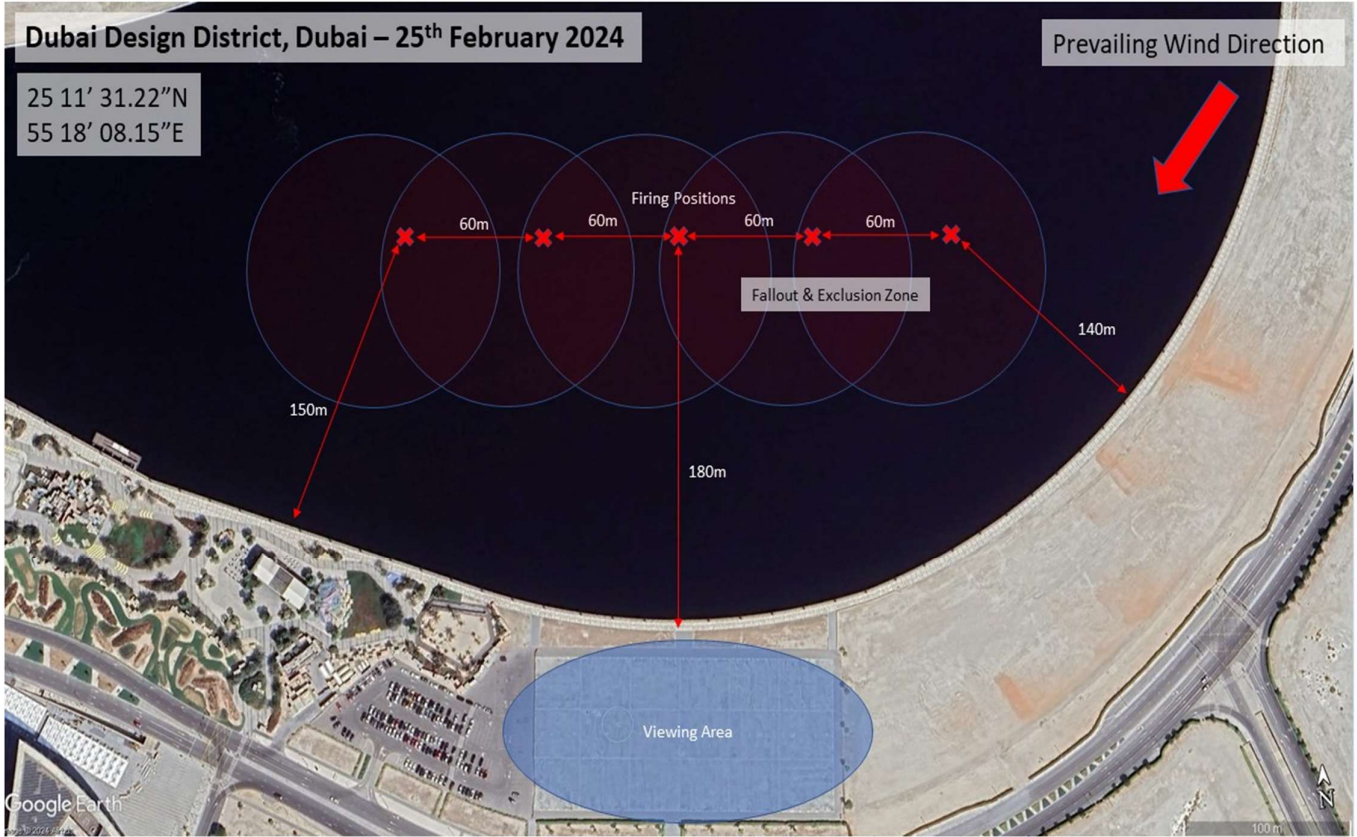 Dubai Design District, Dubai – 25th February 2024
Prevailing Wind Direction
25 11’ 31.22”N
55 18’ 08.15”E
Firing Positions
60m
60m
60m
60m
Fallout & Exclusion Zone
140m
150m
180m
Viewing Area
Google Earth
N
100 m